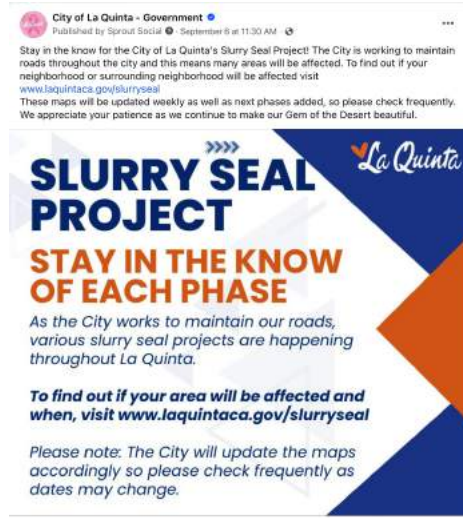 City of La Quinta - Government
Published by Sprout Social · September 6 at 11:30 AM ·
Stay in the know for the City of La Quinta's Slurry Seal Project! The City is working to maintain
roads throughout the city and this means many areas will be affected. To find out if your
neighborhood or surrounding neighborhood will be affected visit
www.laquintaca.gov/slurryseal
These maps will be updated weekly as well as next phases added, so please check frequently.
We appreciate your patience as we continue to make our Gem of the Desert beautiful.
La Quinta
SLURRY SEAL
PROJECT
STAY IN THE KNOW
OF EACH PHASE
As the City works to maintain our roads,
various slurry seal projects are happening
throughout La Quinta.
To find out if your area will be affected and
when, visit www.laquintaca.gov/slurryseal
Please note: The City will update the maps
accordingly so please check frequently as
dates may change.